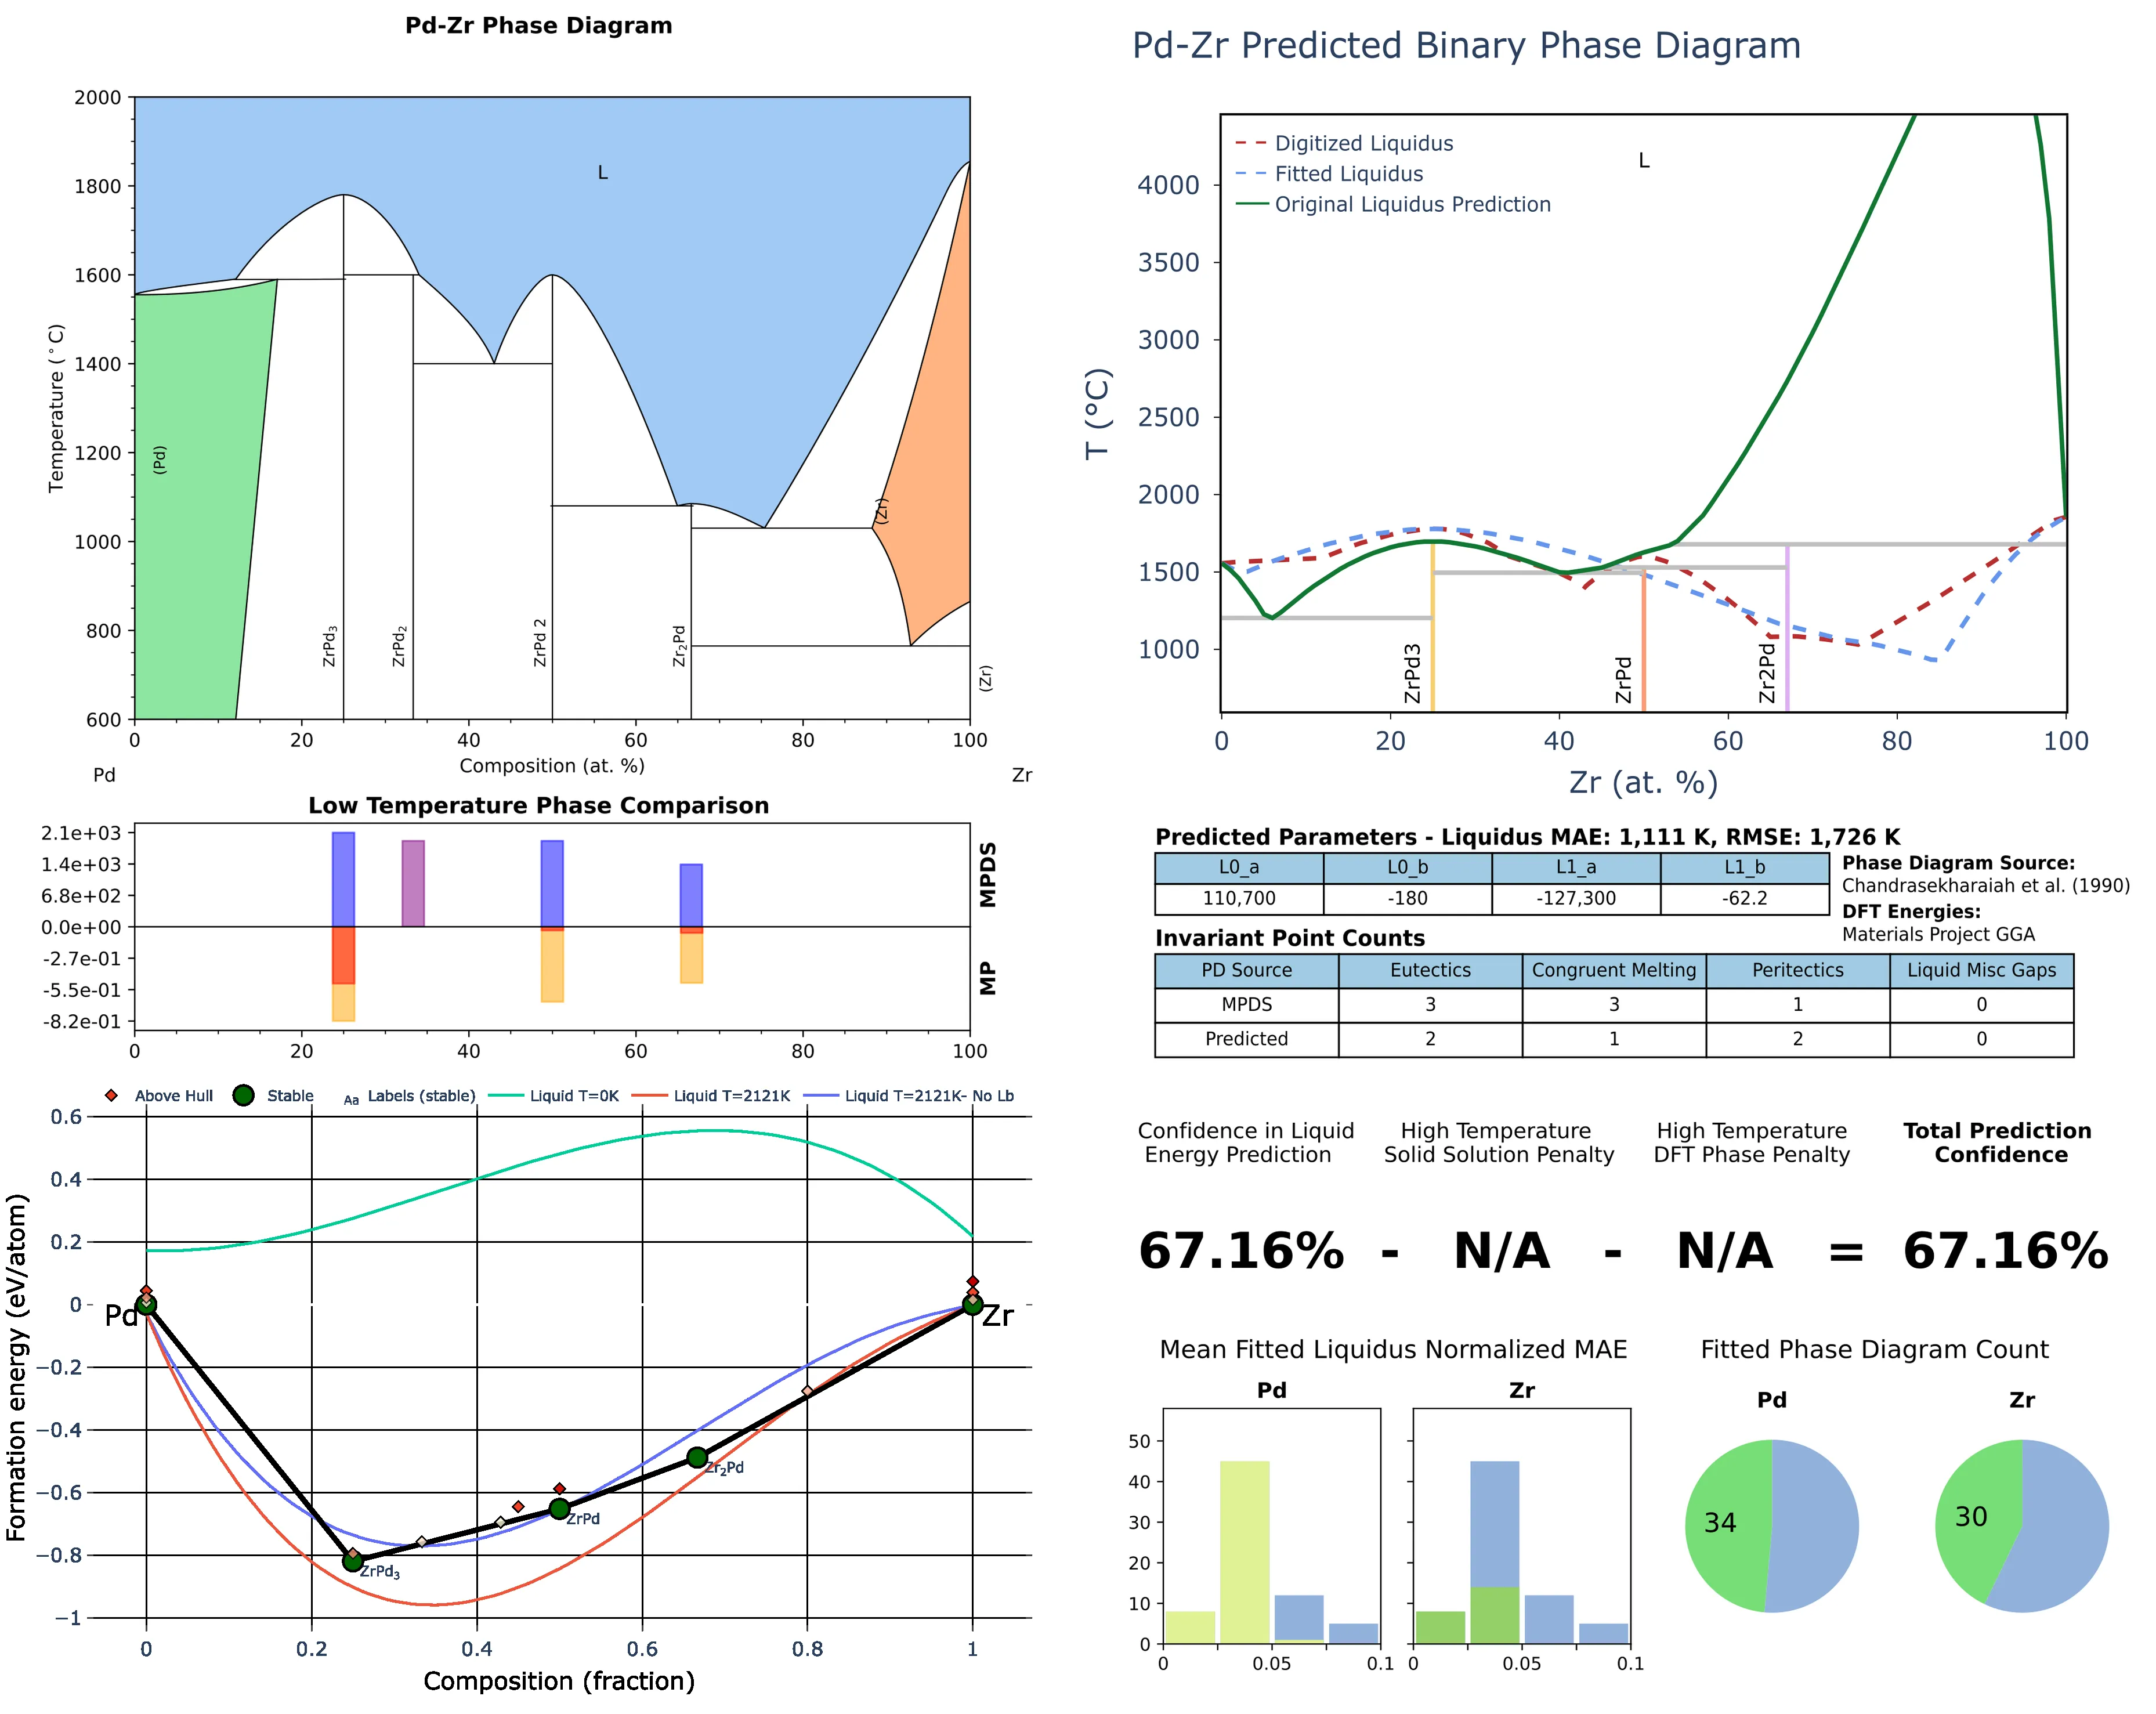 Pd-Zr Phase Diagram
2000
1800
1600
1400
1200
1000
800
600
Temperature (°C)
L
(Pd)
ZrPd3
ZrPd2
ZrPd 2
Zr2Pd
(Zr)
(Zr)
0 20 40 60 80 100
Composition (at. %)
Pd Zr
Low Temperature Phase Comparison
2.1e+03
1.4e+03
6.8e+02
0.0e+00
-2.7e-01
-5.5e-01
-8.2e-01
MPDS
MP
0 20 40 60 80 100
Above Hull Stable Aa Labels (stable) Liquid T=0K Liquid T=2121K Liquid T=2121K- No Lb
0.6
0.4
0.2
0
−0.2
−0.4
−0.6
−0.8
−1
Formation energy (eV/atom)
Pd
Zr
Zr2Pd
ZrPd
ZrPd3
0 0.2 0.4 0.6 0.8 1
Composition (fraction)
Pd-Zr Predicted Binary Phase Diagram
Digitized Liquidus
Fitted Liquidus
Original Liquidus Prediction
L
4000
3500
3000
2500
2000
1500
1000
T (°C)
ZrPd3
ZrPd
Zr2Pd
0 20 40 60 80 100
Zr (at. %)
Predicted Parameters - Liquidus MAE: 1,111 K, RMSE: 1,726 K
L0_a L0_b L1_a L1_b
110,700 -180 -127,300 -62.2
Phase Diagram Source:
Chandrasekharaiah et al. (1990)
DFT Energies:
Materials Project GGA
Invariant Point Counts
PD Source Eutectics Congruent Melting Peritectics Liquid Misc Gaps
MPDS 3 3 1 0
Predicted 2 1 2 0
Confidence in Liquid
Energy Prediction
High Temperature
Solid Solution Penalty
High Temperature
DFT Phase Penalty
Total Prediction
Confidence
67.16% - N/A - N/A = 67.16%
Mean Fitted Liquidus Normalized MAE
Fitted Phase Diagram Count
Pd
Zr
Pd
Zr
50
40
30
20
10
0
0 0.05 0.1
0 0.05 0.1
34
30